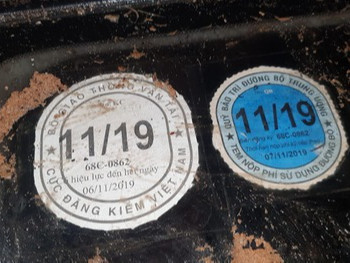 BỘ GIAO THÔNG VẬN TẢI
11/19
68C-0862
hiệu lực đến hết ngày
06/11/2019
CỤC ĐĂNG KIỂM VIỆT NAM
QUỸ BẢO TRÌ ĐƯỜNG BỘ TRUNG ƯƠNG
11/19
68C-0862
07/11/2019
TEM NỘP PHÍ SỬ DỤNG ĐƯỜNG BỘ